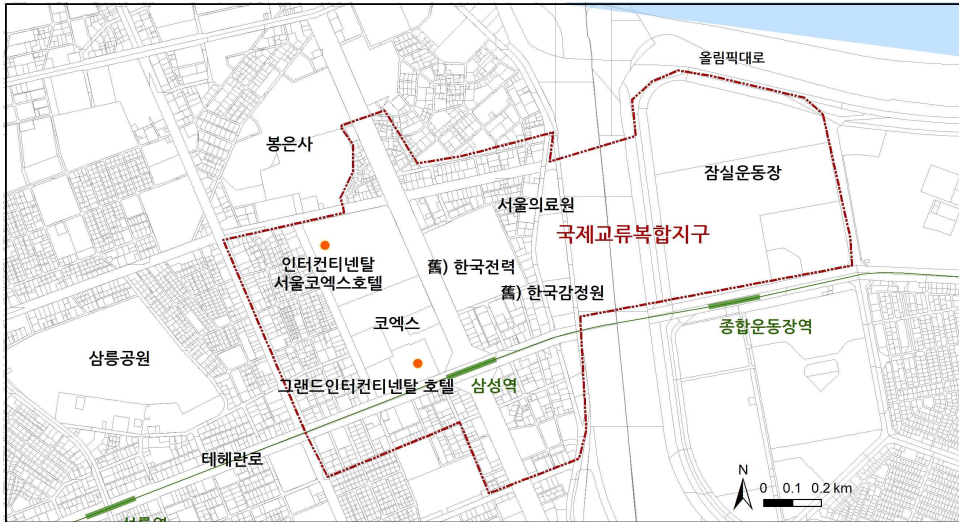 올림픽대로
봉은사
잠실운동장
서울의료원
국제교류복합지구
인터컨티넨탈
서울코엑스호텔
舊) 한국전력
舊) 한국감정원
코엑스
종합운동장역
삼릉공원
그랜드인터컨티넨탈 호텔
삼성역
테헤란로
N
0 0.1 0.2 km
선릉역